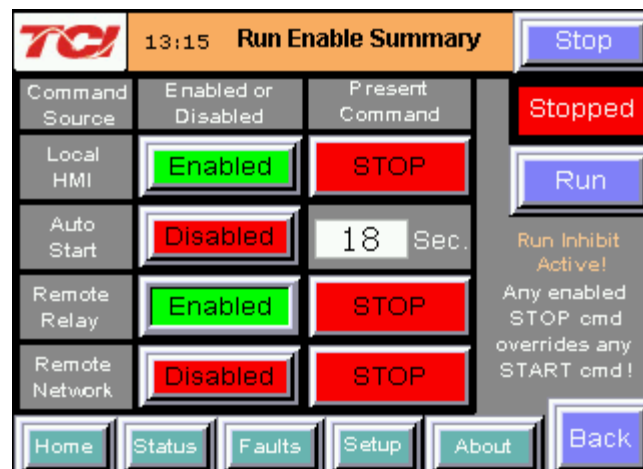 TCI 13:15 Run Enable Summary Stop
Command Source
Enabled or Disabled
Present Command
Stopped
Local HMI
Enabled
STOP
Run
Auto Start
Disabled
18 Sec.
Run Inhibit
Active!
Remote Relay
Enabled
STOP
Any enabled
STOP cmd
overrides any
START cmd!
Remote Network
Disabled
STOP
Home Status Faults Setup About Back